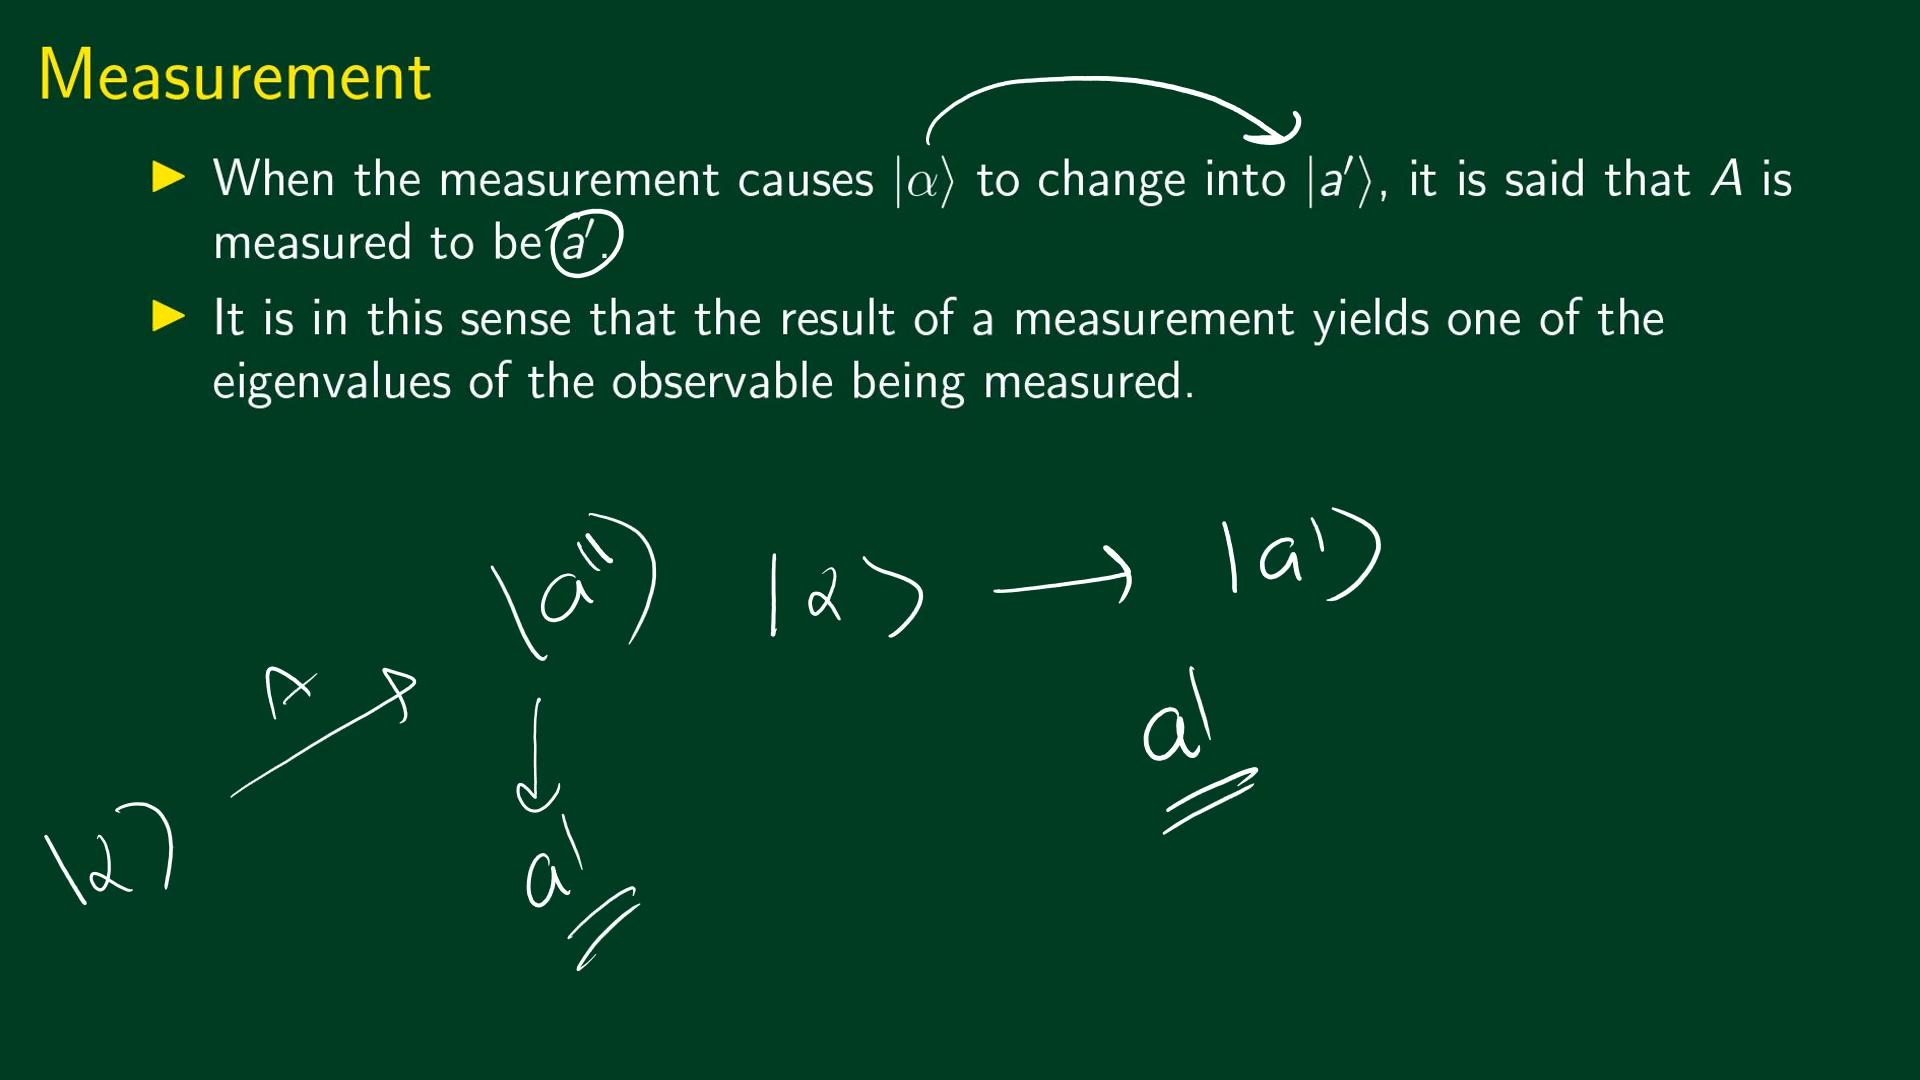 Measurement
▶ When the measurement causes |α⟩ to change into |a′⟩, it is said that A is
measured to be a′.
▶ It is in this sense that the result of a measurement yields one of the
eigenvalues of the observable being measured.
|a′′⟩ |α⟩ → |a′⟩
A
a′
|α⟩
a′